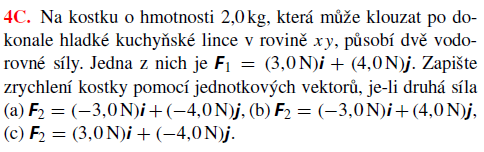 4C. Na kostku o hmotnosti 2,0 kg, která může klouzat po do-
konale hladké kuchyňské lince v rovině xy, působí dvě vodo-
rovné síly. Jedna z nich je F₁ = (3,0 N)i + (4,0 N)j. Zapište
zrychlení kostky pomocí jednotkových vektorů, je-li druhá síla
(a) F₂ = (−3,0 N)i + (−4,0 N)j, (b) F₂ = (−3,0 N)i + (4,0 N)j,
(c) F₂ = (3,0 N)i + (−4,0 N)j.